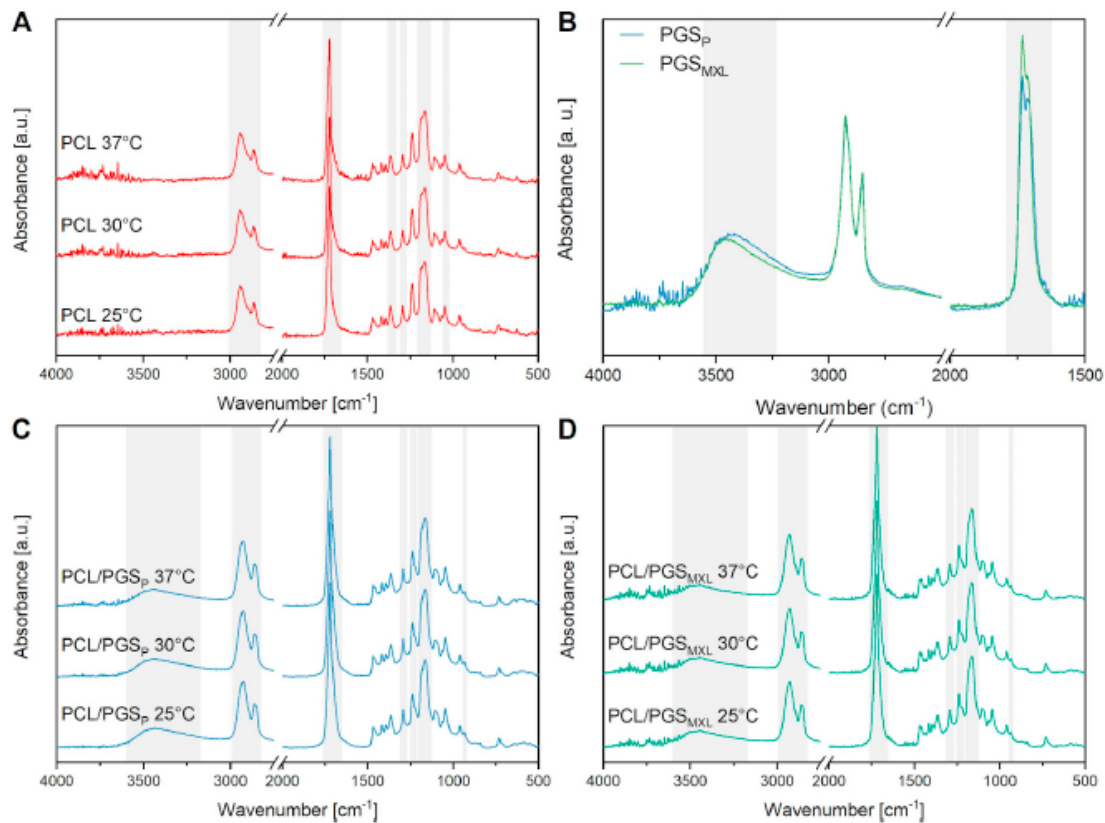 A
Absorbance [a.u.]
PCL 37°C
PCL 30°C
PCL 25°C
4000 3500 3000 2000 1500 1000 500
Wavenumber [cm⁻¹]
B
Absorbance [a. u.]
PGS_P
PGS_MXL
4000 3500 3000 2000 1500
Wavenumber (cm⁻¹)
C
Absorbance [a.u.]
PCL/PGS_P 37°C
PCL/PGS_P 30°C
PCL/PGS_P 25°C
4000 3500 3000 2000 1500 1000 500
Wavenumber [cm⁻¹]
D
Absorbance [a.u.]
PCL/PGS_MXL 37°C
PCL/PGS_MXL 30°C
PCL/PGS_MXL 25°C
4000 3500 3000 2000 1500 1000 500
Wavenumber [cm⁻¹]